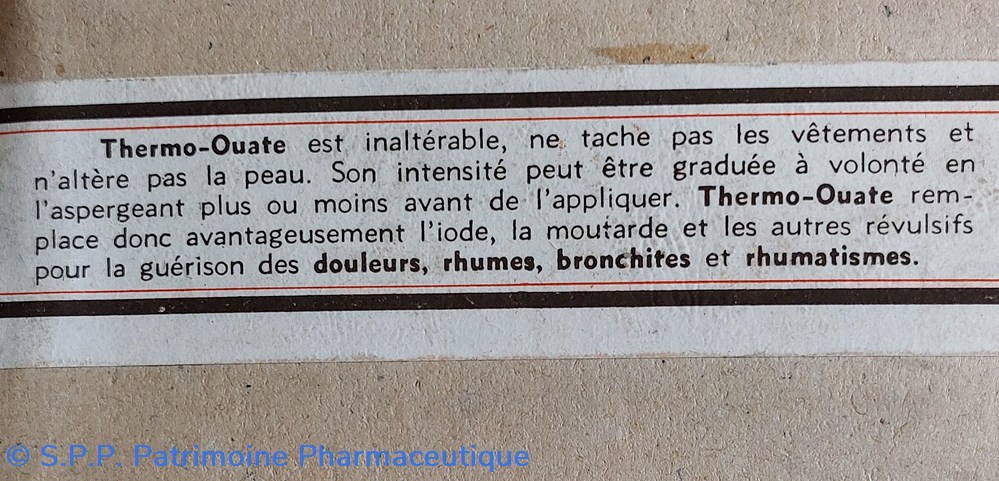 Thermo-Ouate est inaltérable, ne tache pas les vêtements et
n'altère pas la peau. Son intensité peut être graduée à volonté en
l'aspergeant plus ou moins avant de l'appliquer. Thermo-Ouate rem-
place donc avantageusement l'iode, la moutarde et les autres révulsifs
pour la guérison des douleurs, rhumes, bronchites et rhumatismes.
© S.P.P. Patrimoine Pharmaceutique